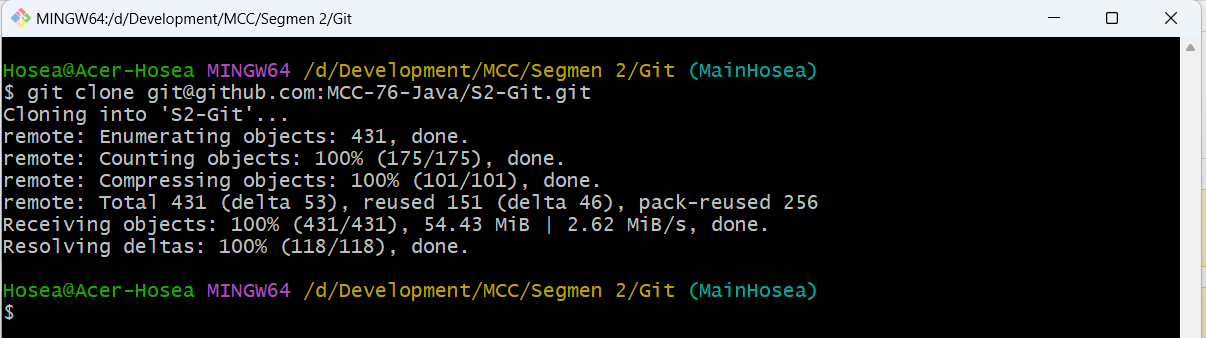 MINGW64:/d/Development/MCC/Segmen 2/Git
Hosea@Acer-Hosea MINGW64 /d/Development/MCC/Segmen 2/Git (MainHosea)
$ git clone git@github.com:MCC-76-Java/S2-Git.git
Cloning into 'S2-Git'...
remote: Enumerating objects: 431, done.
remote: Counting objects: 100% (175/175), done.
remote: Compressing objects: 100% (101/101), done.
remote: Total 431 (delta 53), reused 151 (delta 46), pack-reused 256
Receiving objects: 100% (431/431), 54.43 MiB | 2.62 MiB/s, done.
Resolving deltas: 100% (118/118), done.
Hosea@Acer-Hosea MINGW64 /d/Development/MCC/Segmen 2/Git (MainHosea)
$